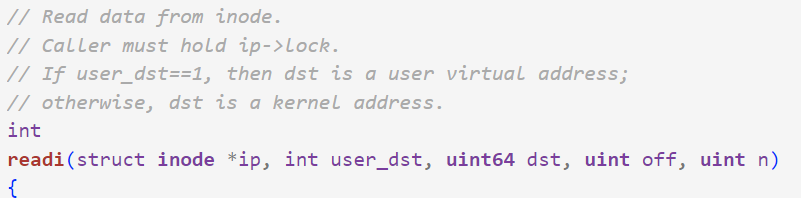 // Read data from inode.
// Caller must hold ip->lock.
// If user_dst==1, then dst is a user virtual address;
// otherwise, dst is a kernel address.
int
readi(struct inode *ip, int user_dst, uint64 dst, uint off, uint n)
{